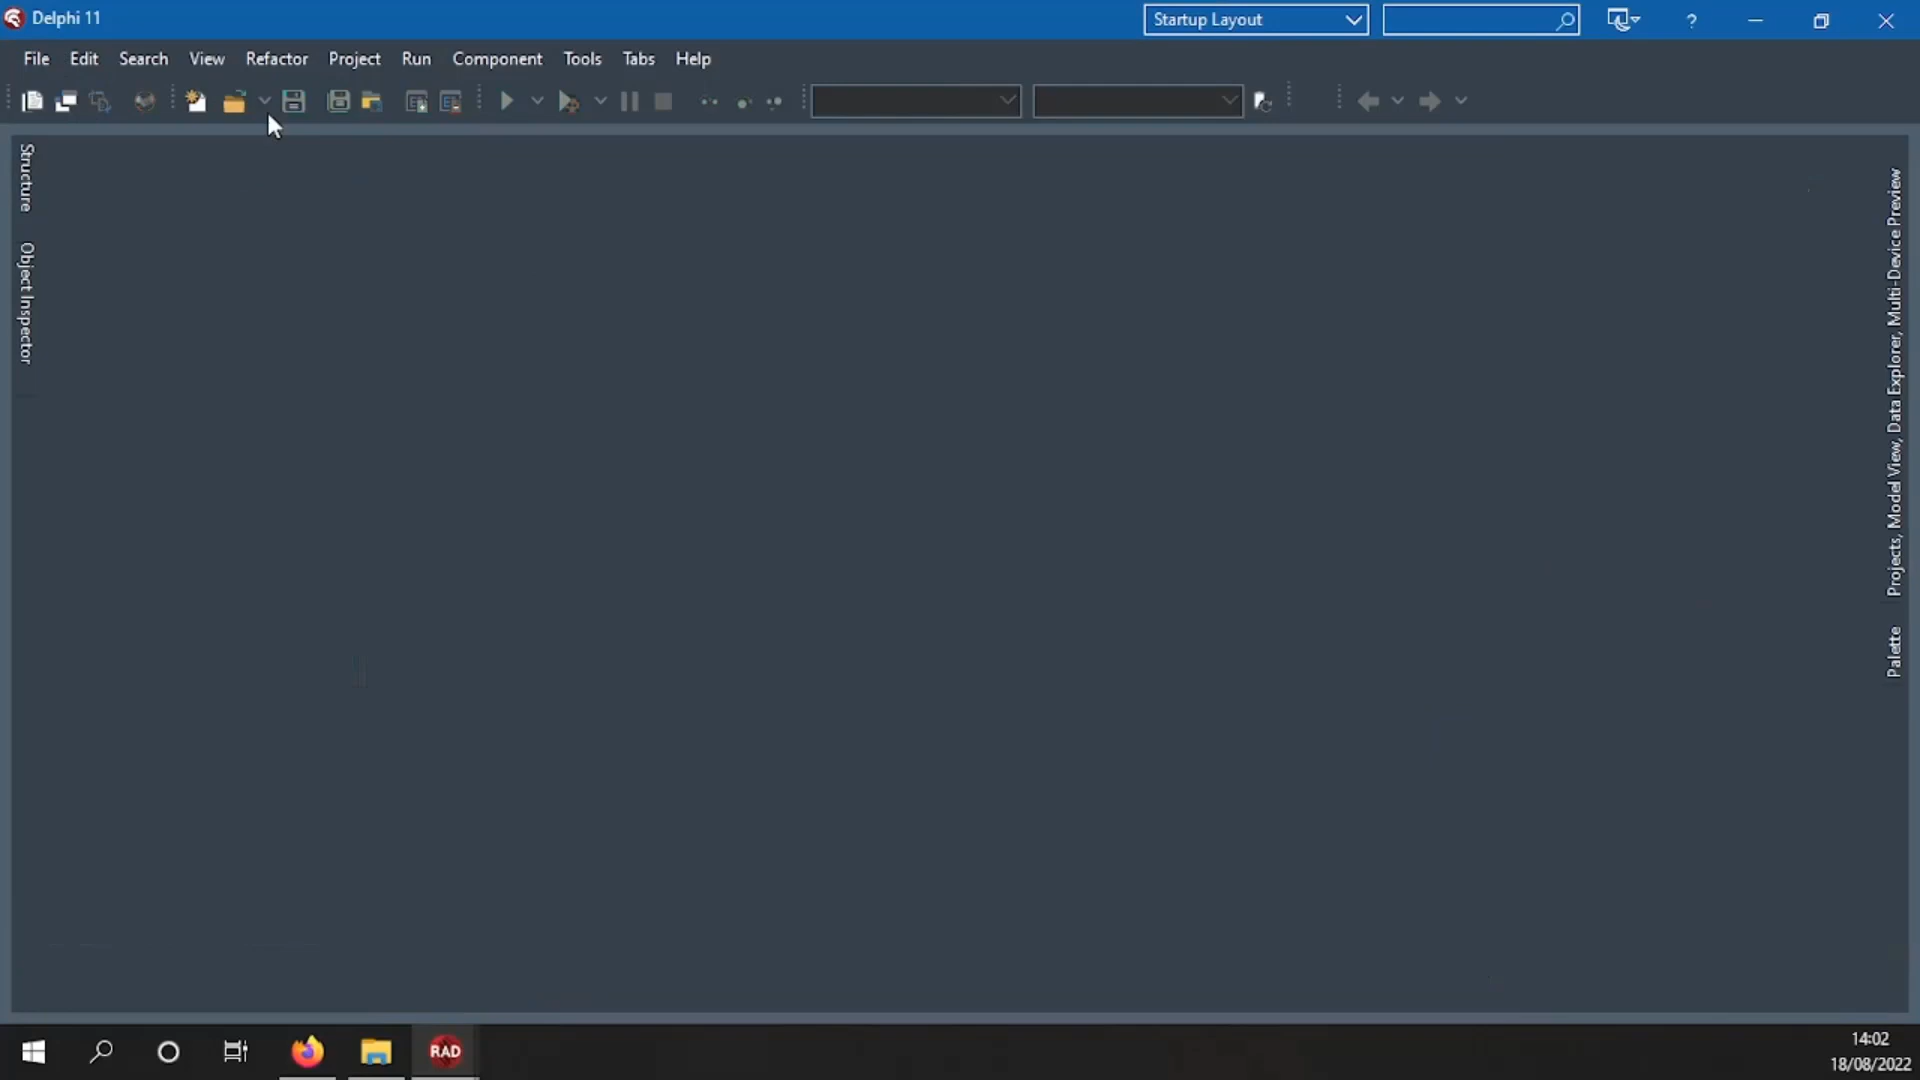 Delphi 11
Startup Layout
?
File Edit Search View Refactor Project Run Component Tools Tabs Help
Structure
Object Inspector
Projects, Model View, Data Explorer, Multi-Device Preview
Palette
RAD
14:02
18/08/2022